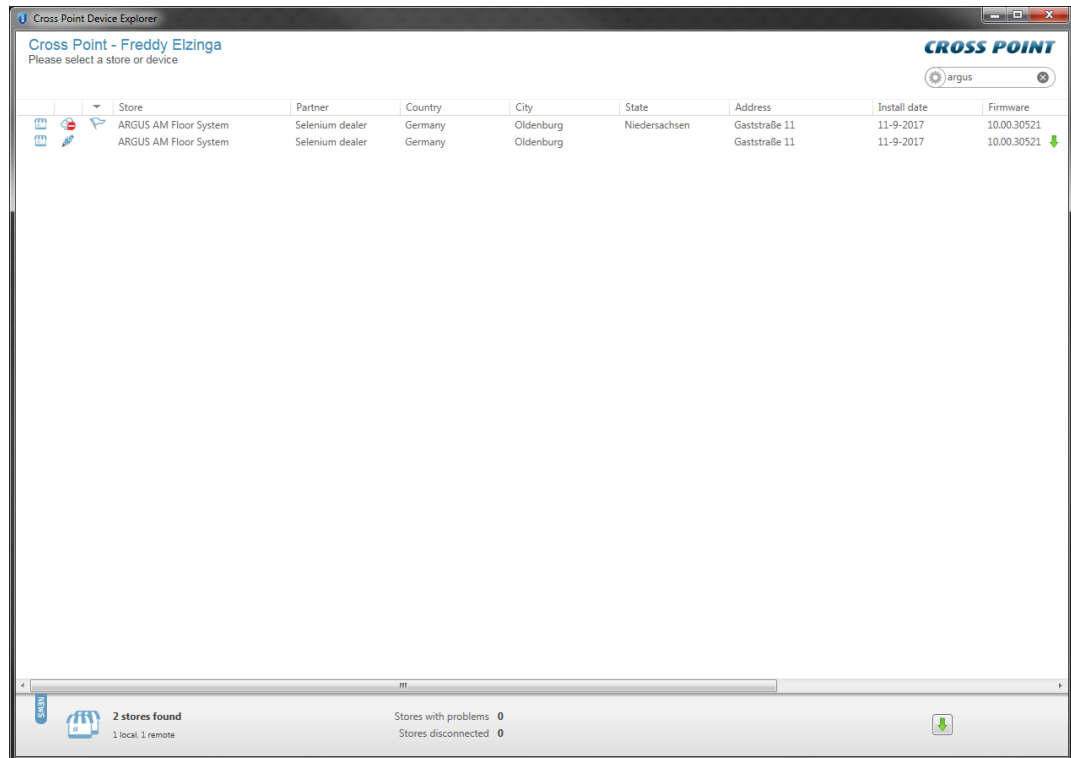 Cross Point Device Explorer
Cross Point - Freddy Elzinga
Please select a store or device
CROSS POINT
argus
Store Partner Country City State Address Install date Firmware
ARGUS AM Floor System Selenium dealer Germany Oldenburg Niedersachsen Gaststraße 11 11-9-2017 10.00.30521
ARGUS AM Floor System Selenium dealer Germany Oldenburg Gaststraße 11 11-9-2017 10.00.30521
NEWS
2 stores found
1 local, 1 remote
Stores with problems 0
Stores disconnected 0